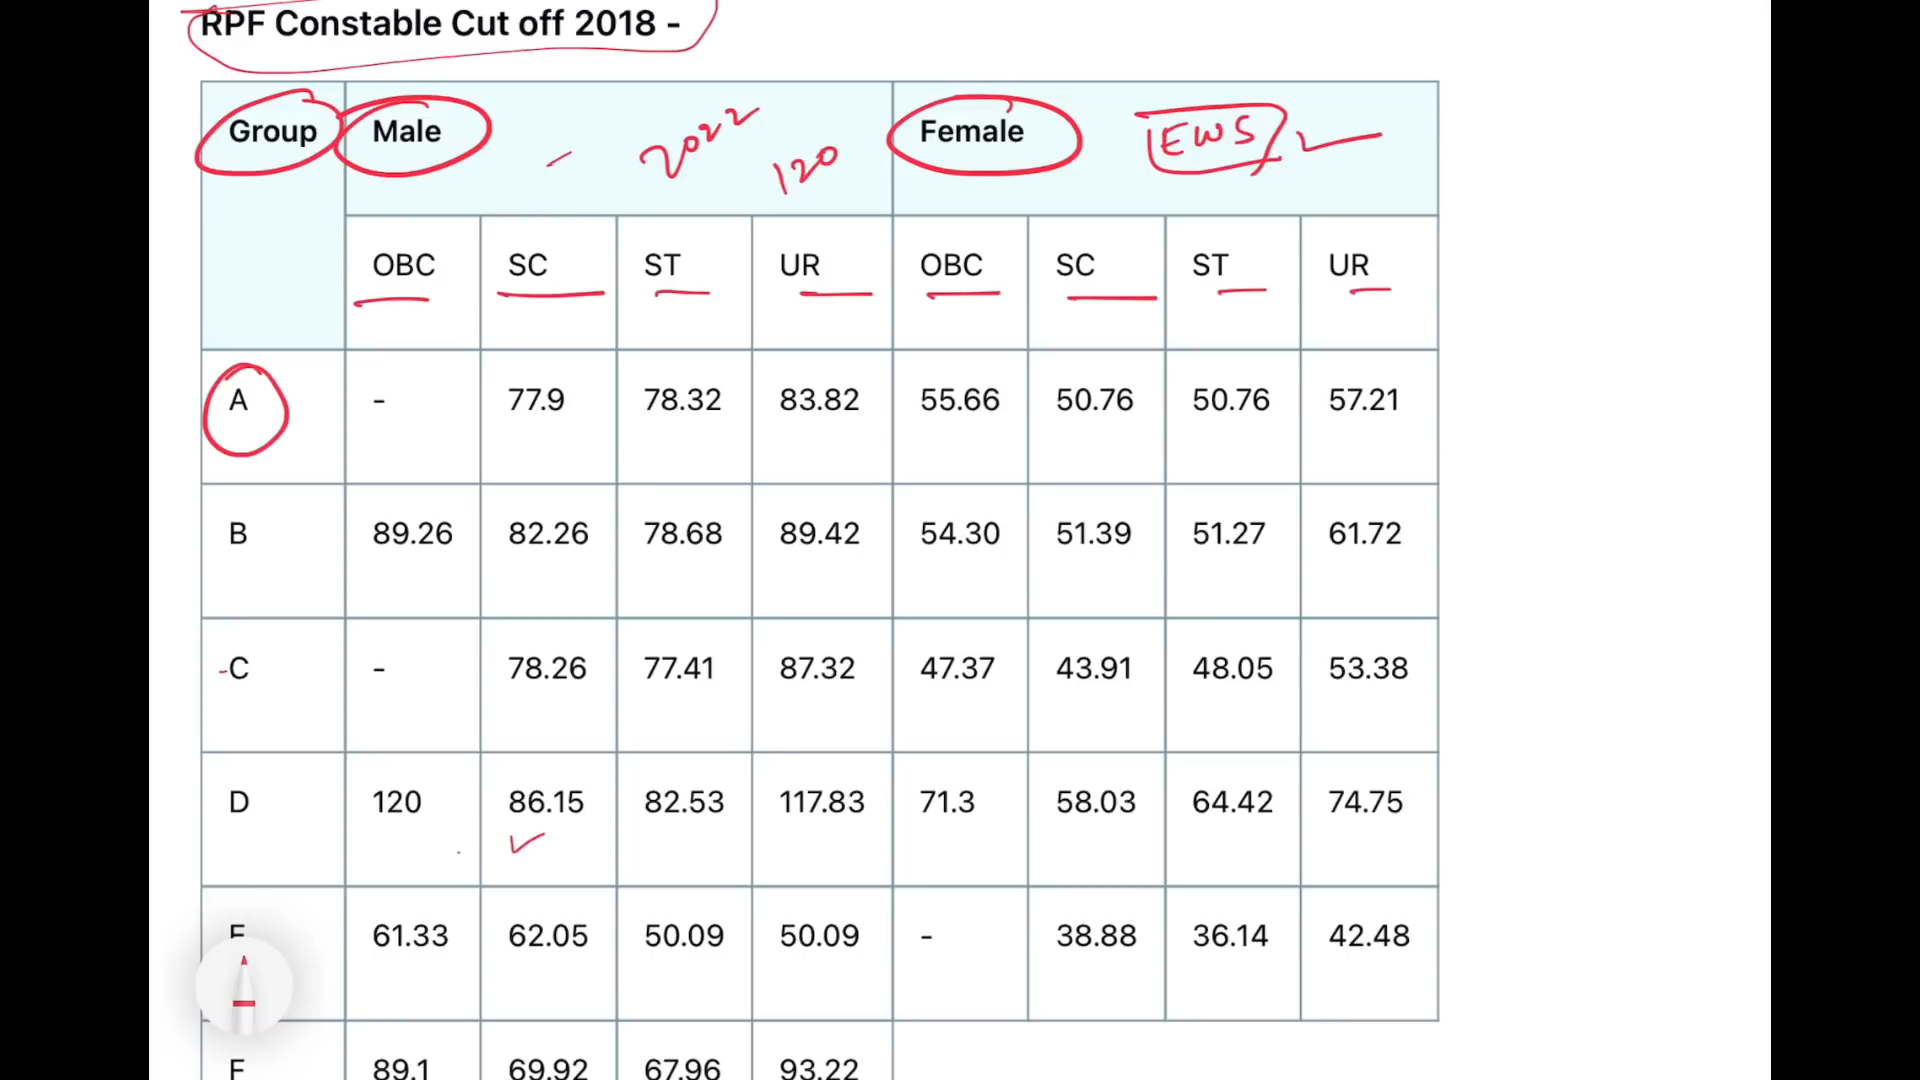 RPF Constable Cut off 2018 -
Group Male - 2022 120 Female EWS
OBC SC ST UR OBC SC ST UR
A - 77.9 78.32 83.82 55.66 50.76 50.76 57.21
B 89.26 82.26 78.68 89.42 54.30 51.39 51.27 61.72
-C - 78.26 77.41 87.32 47.37 43.91 48.05 53.38
D 120 86.15 82.53 117.83 71.3 58.03 64.42 74.75
E 61.33 62.05 50.09 50.09 - 38.88 36.14 42.48
F 89.1 69.92 67.96 93.22